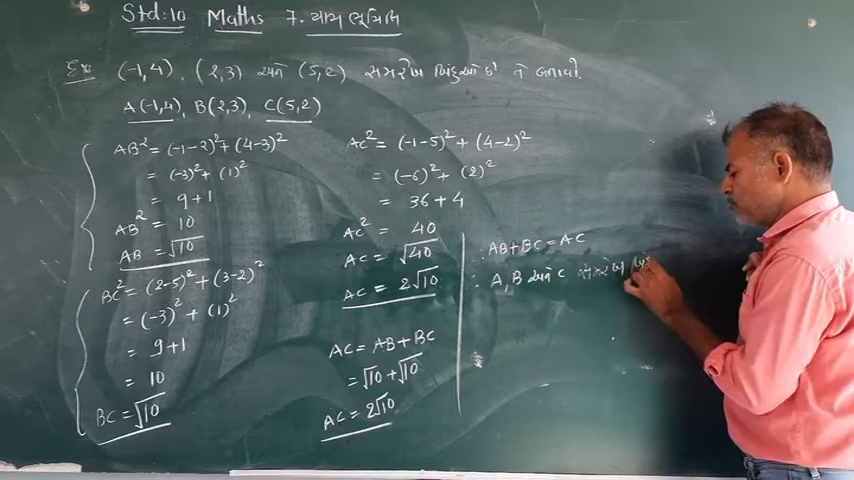 Std:10 Maths 7. યામ ભૂમિતિ
Ex (-1,4), (2,3) અને (5,2) સમરેખ બિંદુઓ છે તે બતાવો.
A(-1,4), B(2,3), C(5,2)
AB² = (-1-2)² + (4-3)²
= (-3)² + (1)²
= 9+1
AB² = 10
AB = √10
BC² = (2-5)² + (3-2)²
= (-3)² + (1)²
= 9+1
= 10
BC = √10
AC² = (-1-5)² + (4-2)²
= (-6)² + (2)²
= 36+4
AC² = 40
AC = √40
AC = 2√10
AC = AB + BC
= √10 + √10
AC = 2√10
∴ AB+BC = AC
∴ A, B અને C સમરેખ